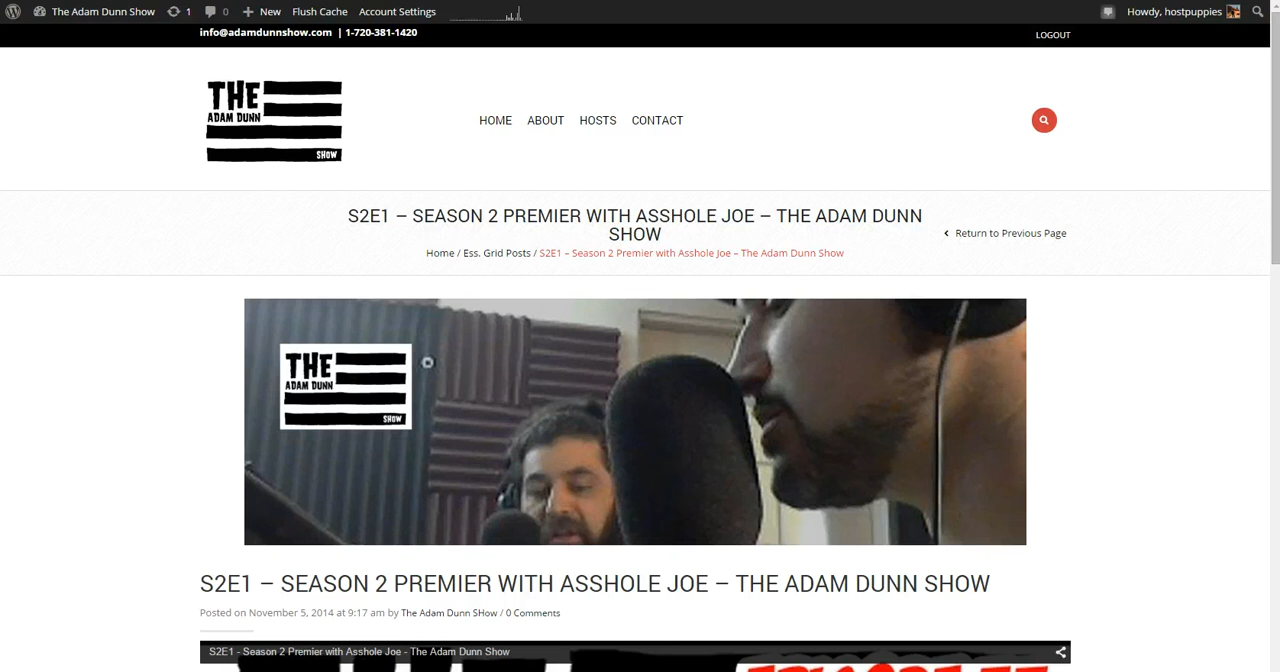 The Adam Dunn Show 1 0 New Flush Cache Account Settings Howdy, hostpuppies
info@adamdunnshow.com | 1-720-381-1420 LOGOUT
THE
ADAM DUNN
SHOW
HOME ABOUT HOSTS CONTACT
S2E1 – SEASON 2 PREMIER WITH ASSHOLE JOE – THE ADAM DUNN
SHOW
Return to Previous Page
Home / Ess. Grid Posts / S2E1 – Season 2 Premier with Asshole Joe – The Adam Dunn Show
THE
ADAM DUNN
SHOW
S2E1 – SEASON 2 PREMIER WITH ASSHOLE JOE – THE ADAM DUNN SHOW
Posted on November 5, 2014 at 9:17 am by The Adam Dunn SHow / 0 Comments
S2E1 - Season 2 Premier with Asshole Joe - The Adam Dunn Show